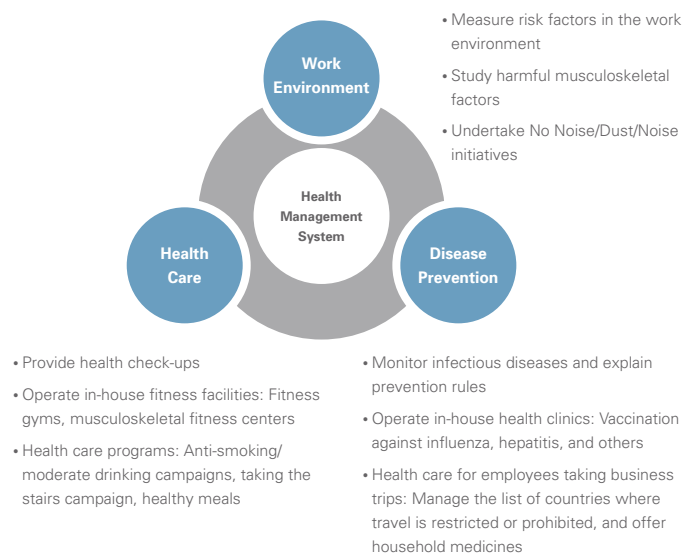 Work
Environment
• Measure risk factors in the work
environment
• Study harmful musculoskeletal
factors
• Undertake No Noise/Dust/Noise
initiatives
Health
Management
System
Health
Care
Disease
Prevention
• Provide health check-ups
• Operate in-house fitness facilities: Fitness
gyms, musculoskeletal fitness centers
• Health care programs: Anti-smoking/
moderate drinking campaigns, taking the
stairs campaign, healthy meals
• Monitor infectious diseases and explain
prevention rules
• Operate in-house health clinics: Vaccination
against influenza, hepatitis, and others
• Health care for employees taking business
trips: Manage the list of countries where
travel is restricted or prohibited, and offer
household medicines